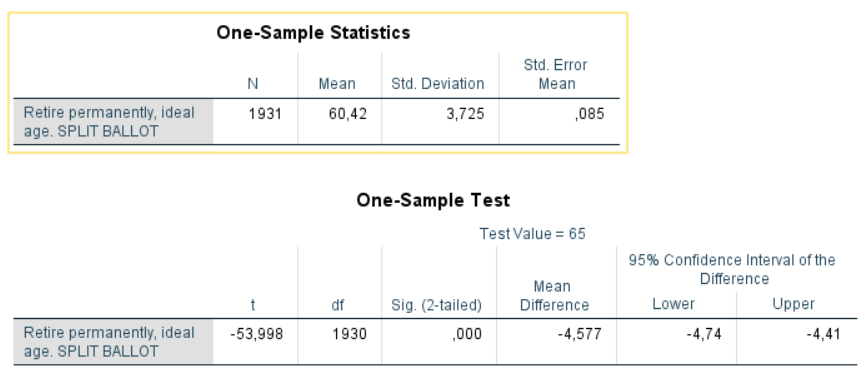 One-Sample Statistics
N Mean Std. Deviation Std. Error
Mean
Retire permanently, ideal
age. SPLIT BALLOT 1931 60,42 3,725 ,085
One-Sample Test
Test Value = 65
t df Sig. (2-tailed) Mean
Difference 95% Confidence Interval of the
Difference
Lower Upper
Retire permanently, ideal
age. SPLIT BALLOT -53,998 1930 ,000 -4,577 -4,74 -4,41